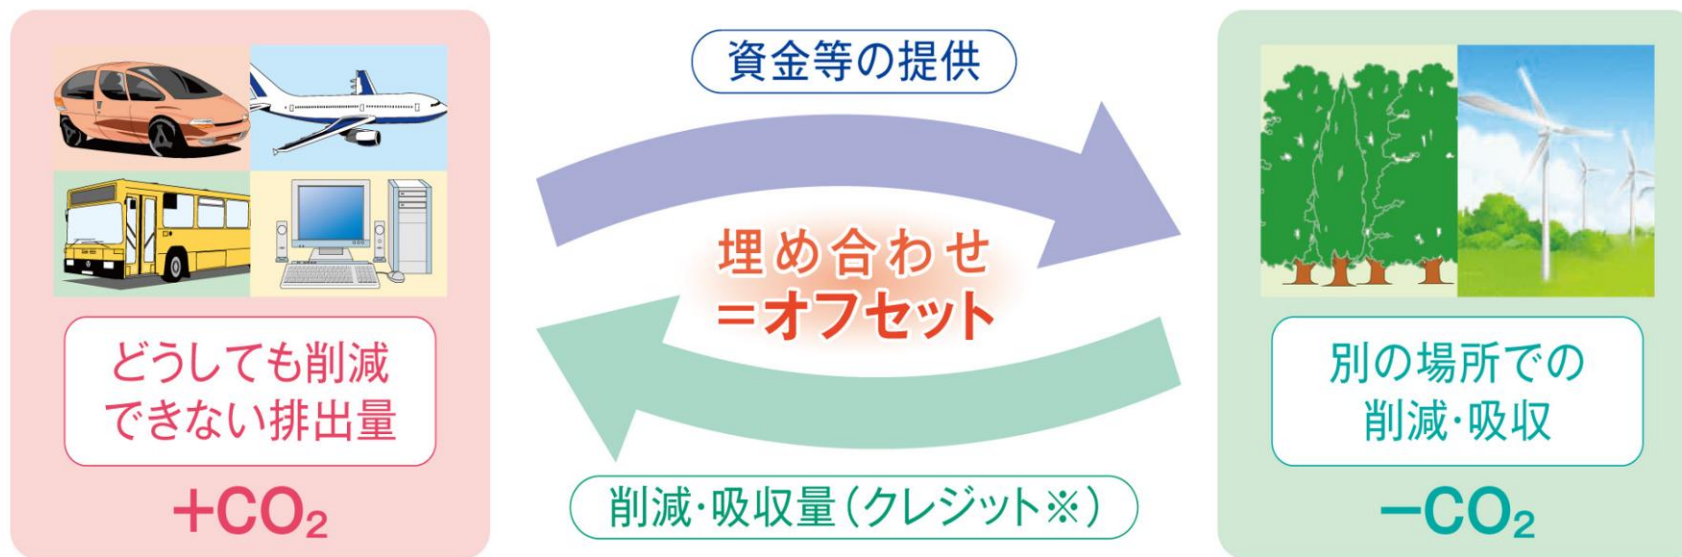 資金等の提供
埋め合わせ
＝オフセット
どうしても削減
できない排出量
＋CO₂
別の場所での
削減・吸収
－CO₂
削減・吸収量（クレジット※）